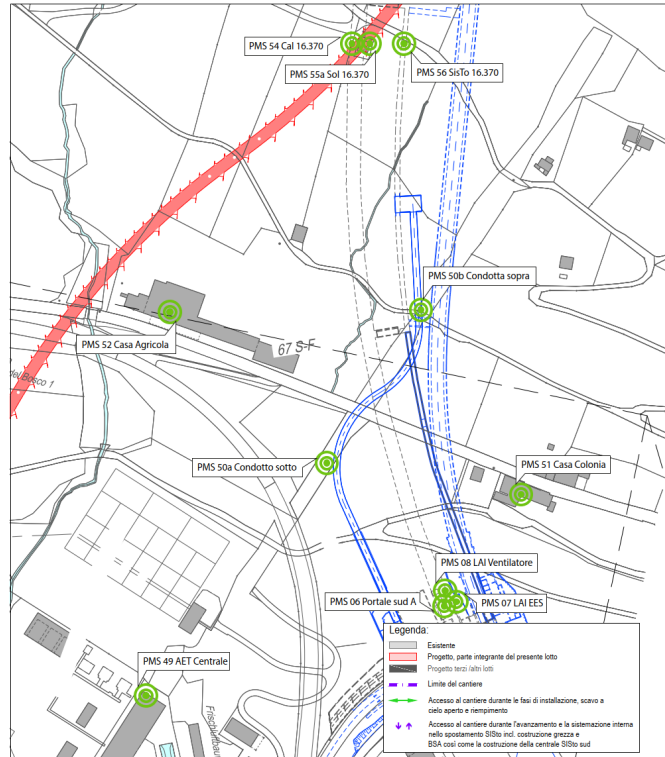 PMS 54 Cal 16.370
PMS 55a Sol 16.370
PMS 56 SisTo 16.370
PMS 50b Condotta sopra
PMS 52 Casa Agricola
67 S-F
del Bosco 1
PMS 50a Condotto sotto
PMS 51 Casa Colonia
PMS 08 LAI Ventilatore
PMS 06 Portale sud A
PMS 07 LAI EES
PMS 49 AET Centrale
Legenda:
Esistente
Progetto, parte integrante del presente lotto
Progetto terzi /altri lotti
Limite del cantiere
Accesso al cantiere durante le fasi di installazione, scavo a
cielo aperto e riempimento
Accesso al cantiere durante l'avanzamento e la sistemazione interna
nello spostamento SISto incl. costruzione grezza e
BSA così come la costruzione della centrale SISto sud